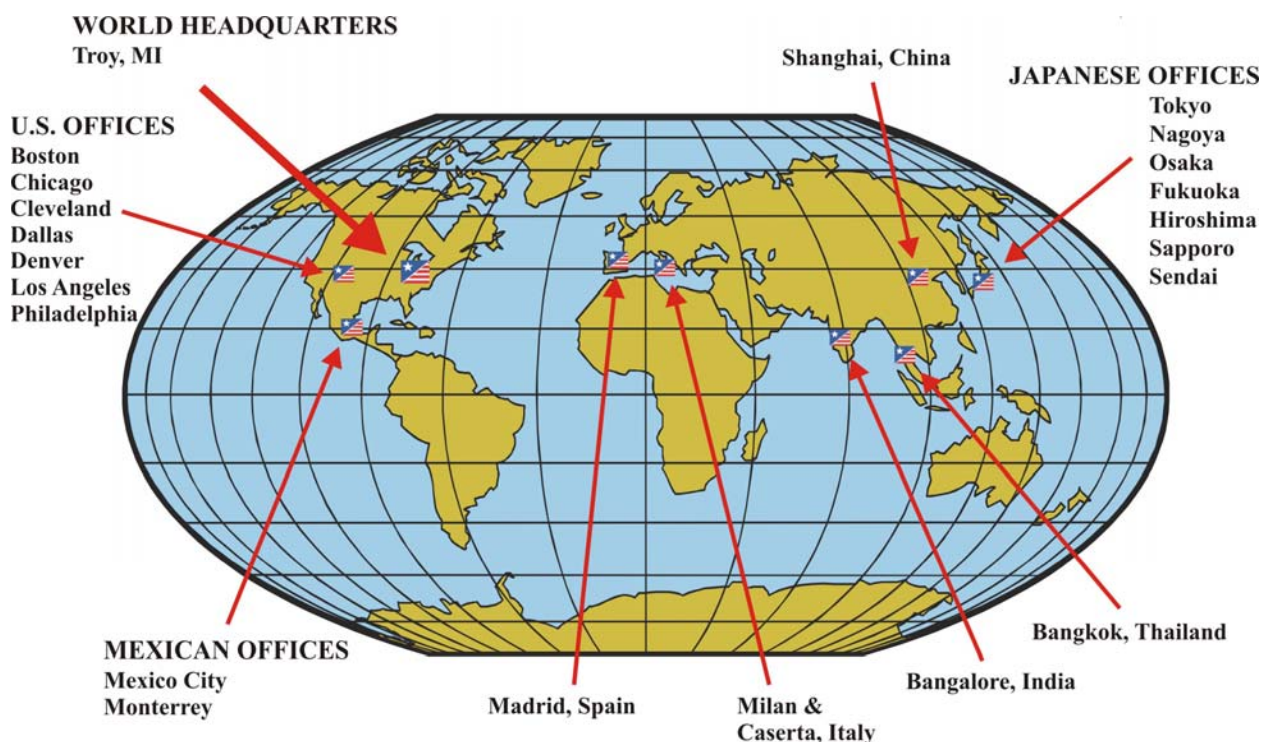 WORLD HEADQUARTERS
Troy, MI
U.S. OFFICES
Boston
Chicago
Cleveland
Dallas
Denver
Los Angeles
Philadelphia
Shanghai, China
JAPANESE OFFICES
Tokyo
Nagoya
Osaka
Fukuoka
Hiroshima
Sapporo
Sendai
MEXICAN OFFICES
Mexico City
Monterrey
Madrid, Spain
Milan &
Caserta, Italy
Bangalore, India
Bangkok, Thailand